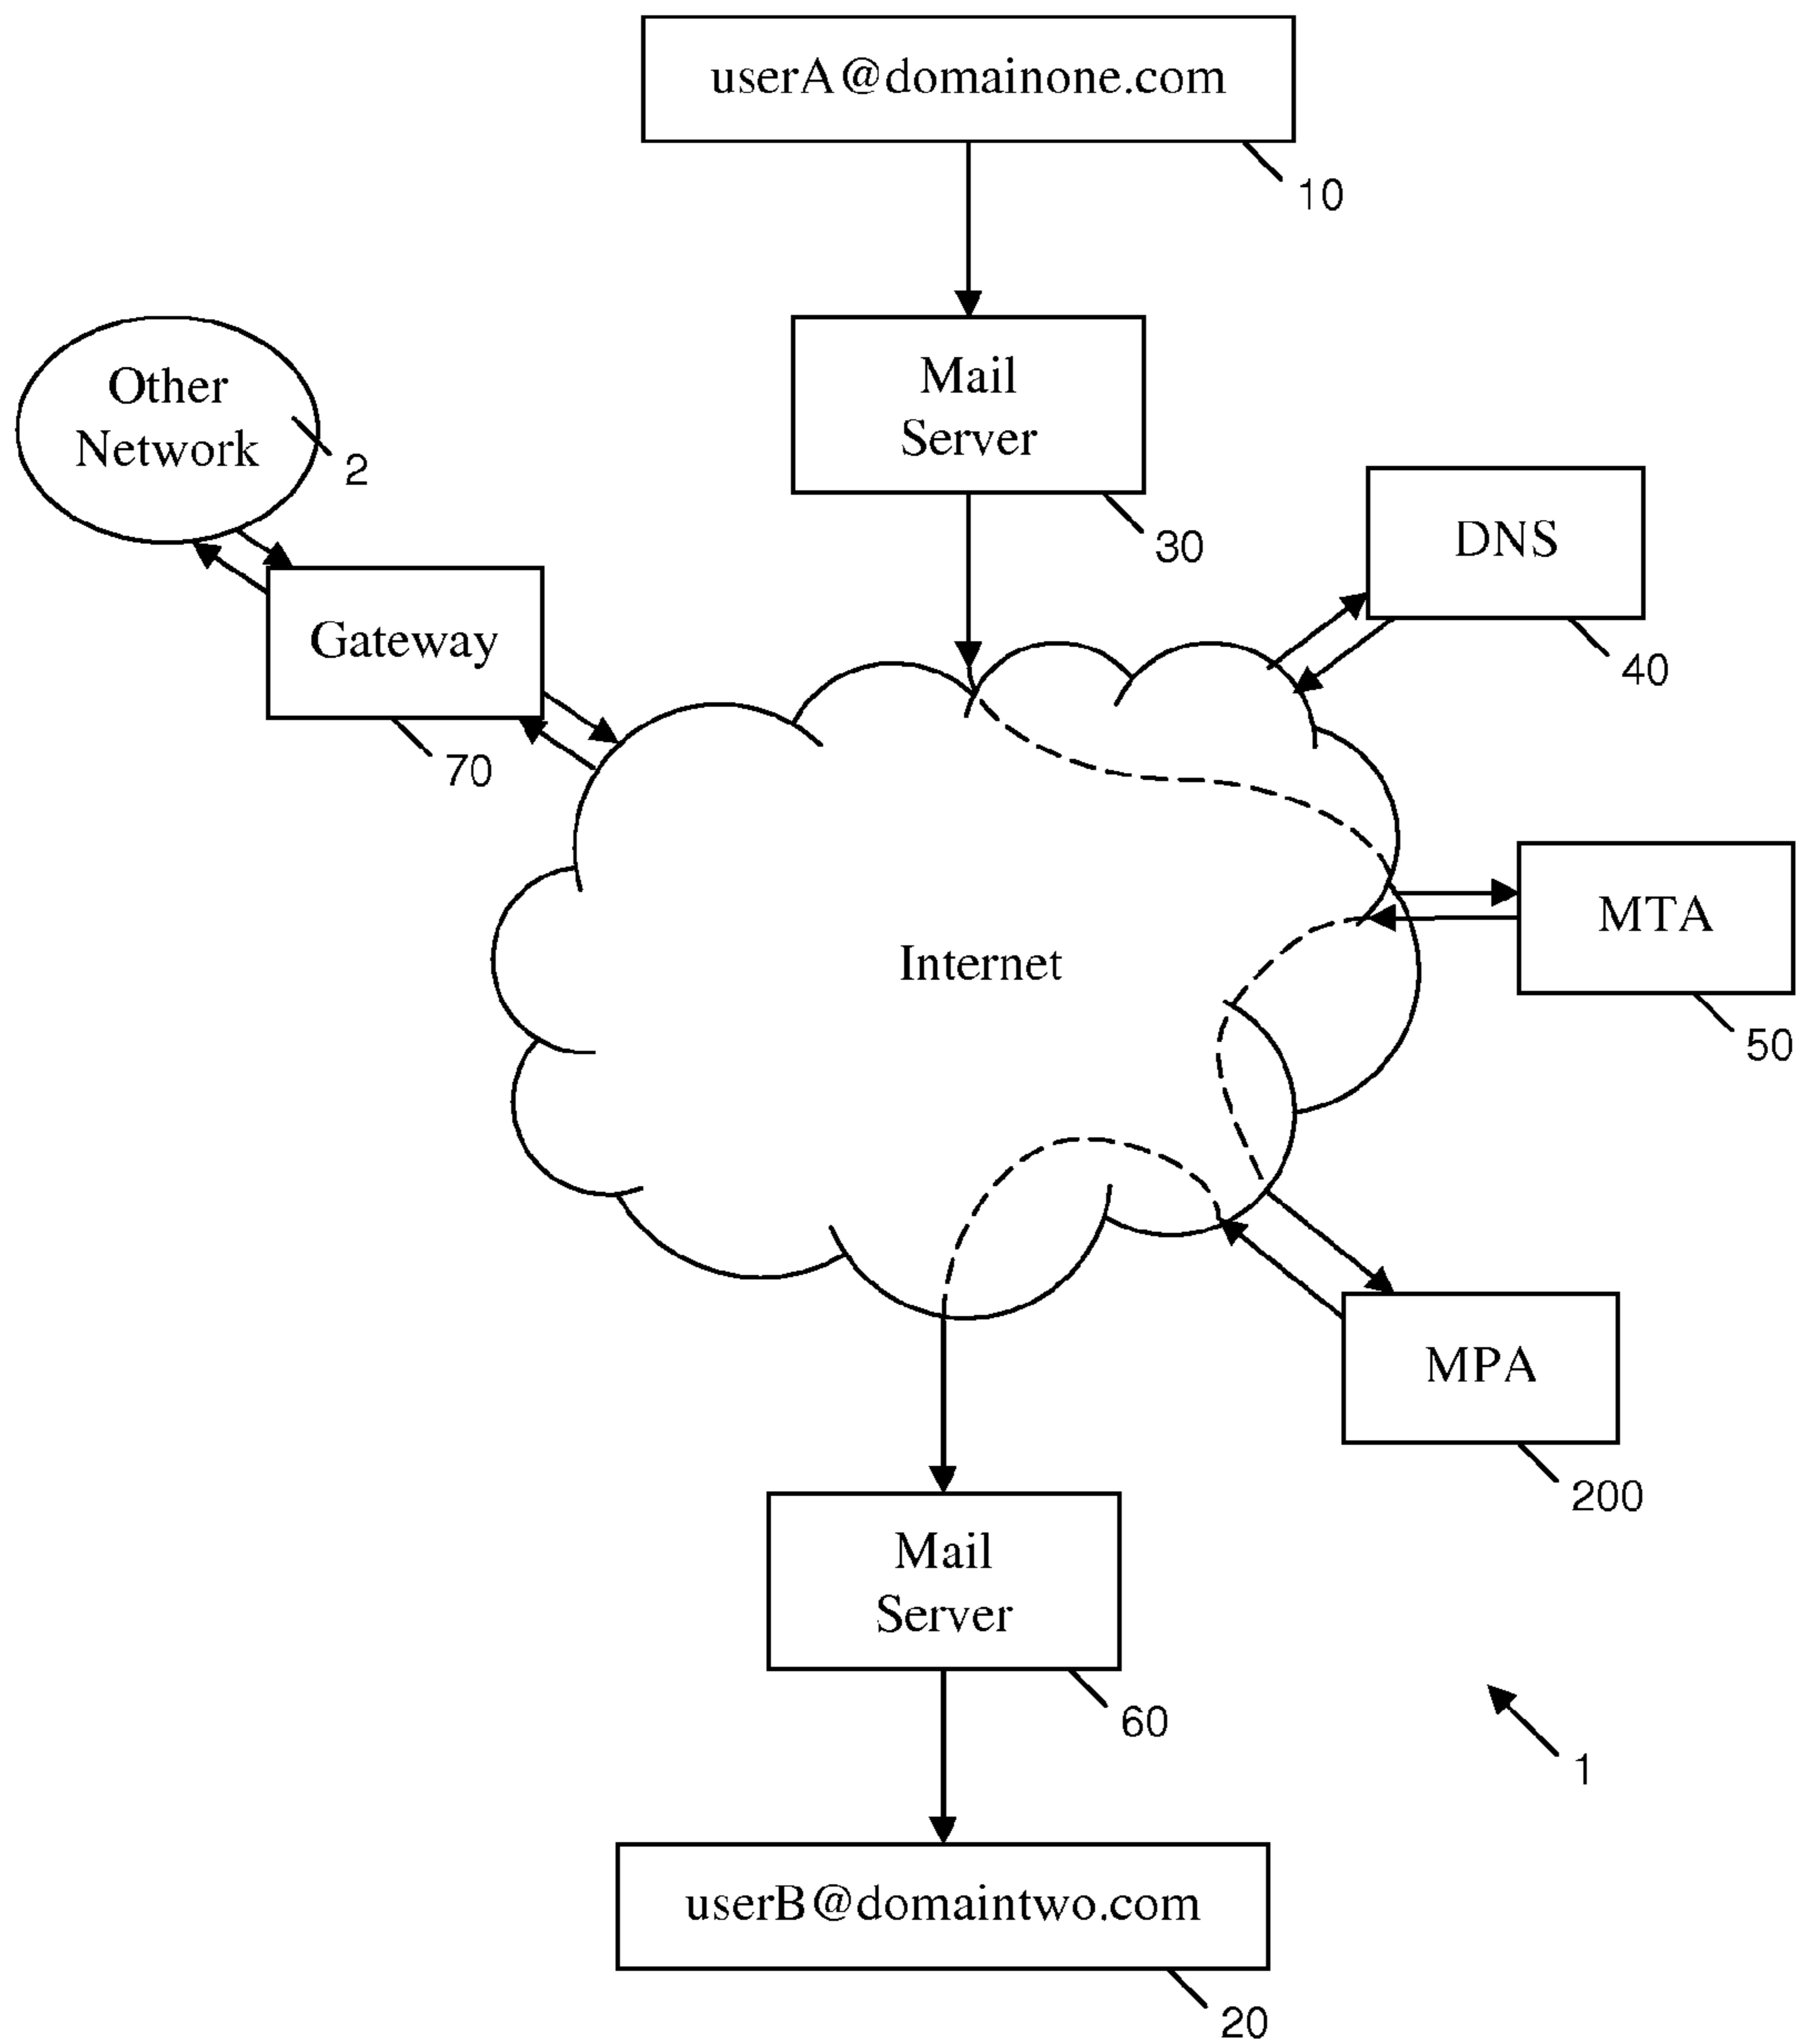 userA@domainone.com
10
Other
Network
2
Mail
Server
30
DNS
40
Gateway
70
MTA
50
Internet
MPA
200
Mail
Server
60
1
userB@domaintwo.com
20